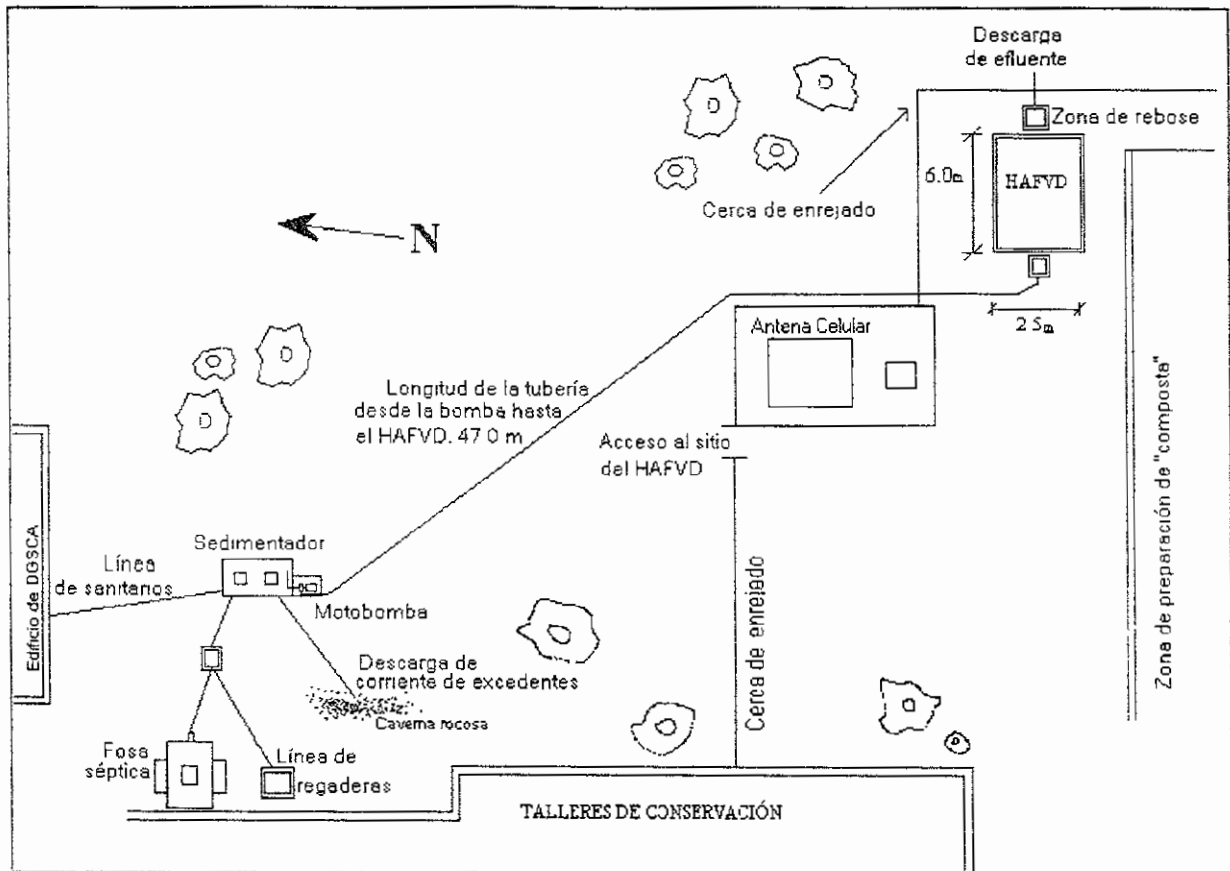 Descarga
de efluente
Zona de rebose
6.0m
HAFVD
Cerca de enrejado
N
2 5m
Antena Celular
Longitud de la tubería
desde la bomba hasta
el HAFVD. 47 0 m
Acceso al sitio
del HAFVD
Zona de preparación de "composta"
Edificio de DGSCA
Sedimentador
Línea
de sanitarios
Motobomba
Cerca de enrejado
Descarga de
corriente de excedentes
Caverna rocosa
Fosa
séptica
Línea de
regaderas
TALLERES DE CONSERVACIÓN